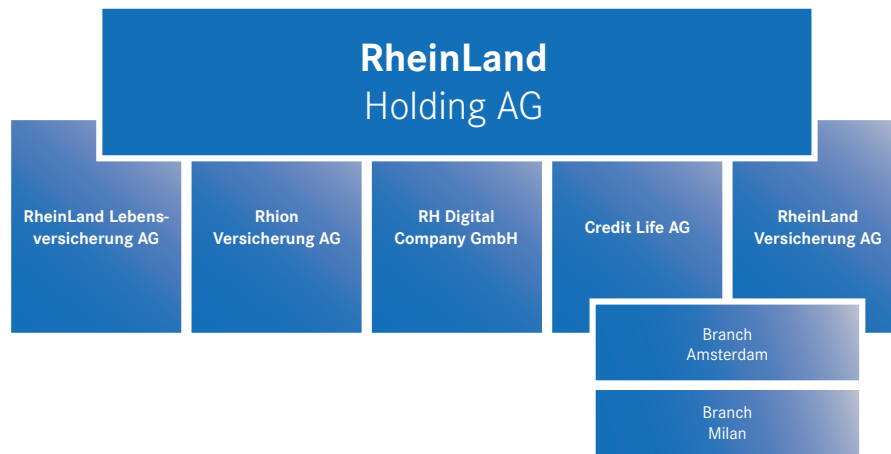 RheinLand
Holding AG
RheinLand Lebens-
versicherung AG
Rhion
Versicherung AG
RH Digital
Company GmbH
Credit Life AG
RheinLand
Versicherung AG
Branch
Amsterdam
Branch
Milan